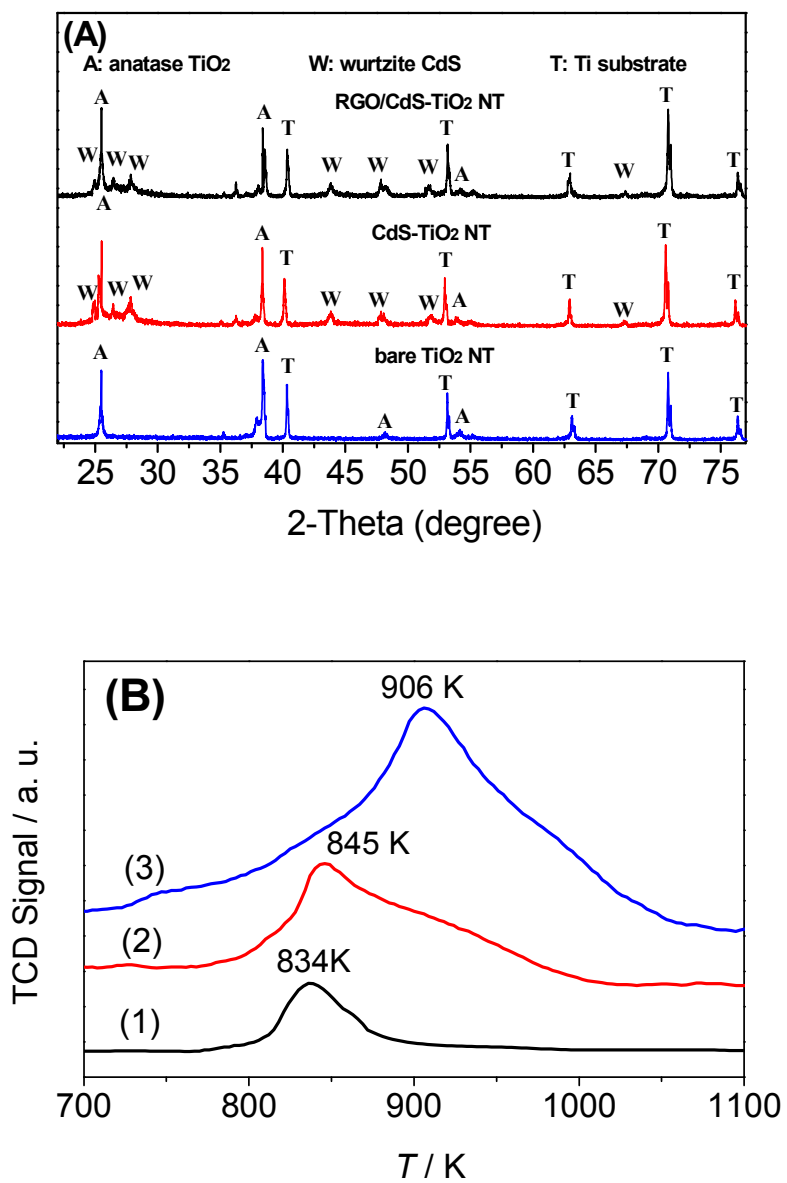 (A)
A: anatase TiO2 W: wurtzite CdS T: Ti substrate
RGO/CdS-TiO2 NT
A A T T T
W W W W W W A T W T
A
CdS-TiO2 NT
A T T T
W W W W W W A T W T
bare TiO2 NT
A A T T T
A A T T
25 30 35 40 45 50 55 60 65 70 75
2-Theta (degree)
(B)
906 K
845 K
(3)
(2)
834K
(1)
TCD Signal / a. u.
700 800 900 1000 1100
T / K